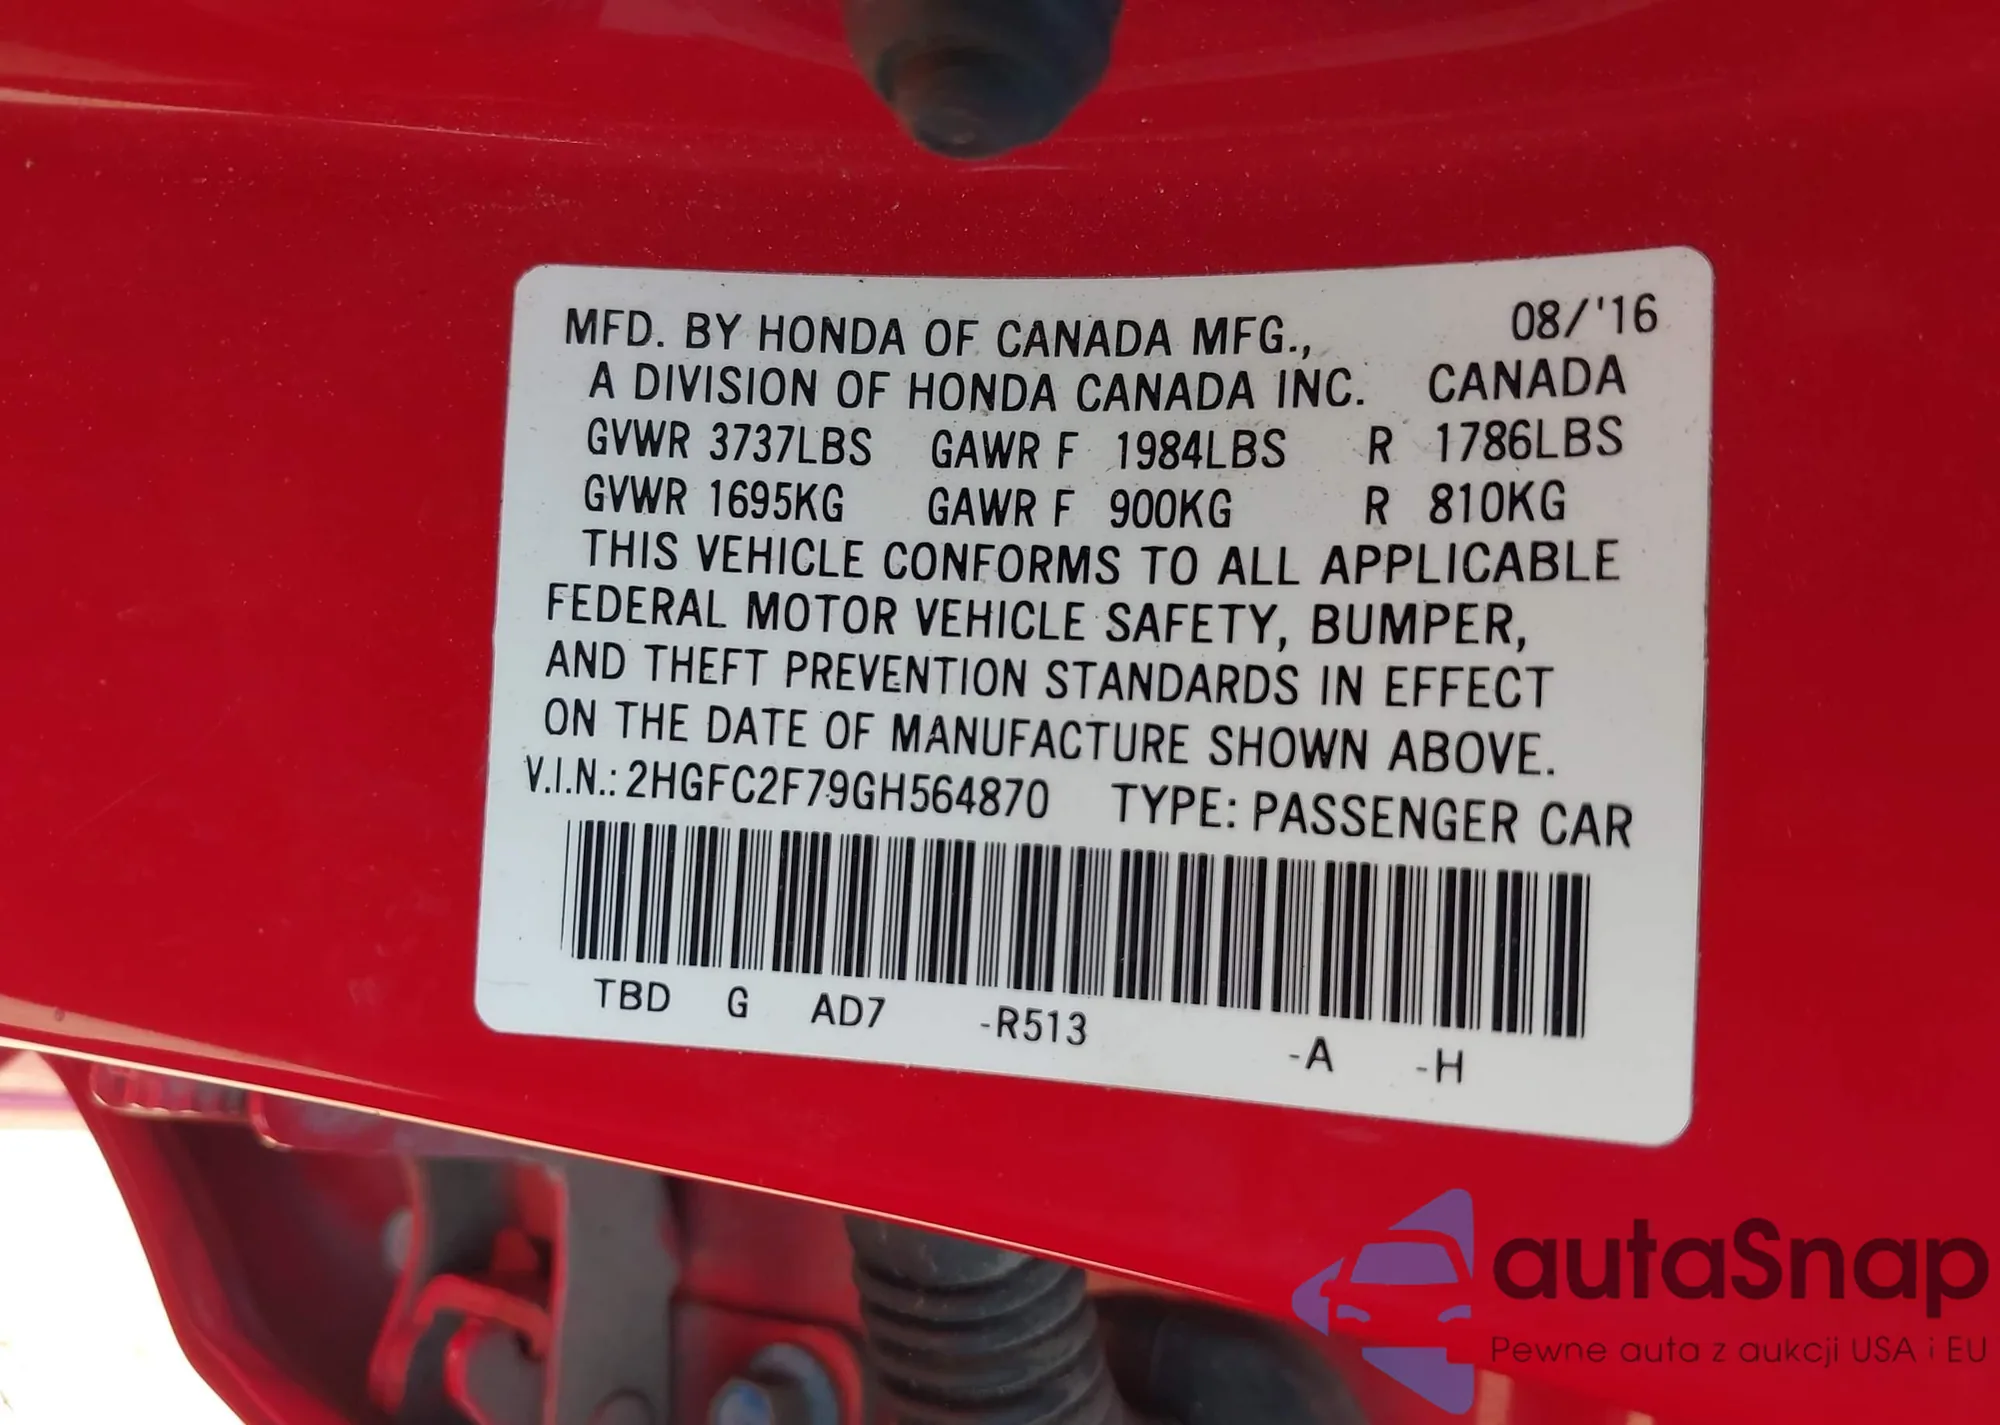 MFD. BY HONDA OF CANADA MFG., 08/'16
A DIVISION OF HONDA CANADA INC. CANADA
GVWR 3737LBS GAWR F 1984LBS R 1786LBS
GVWR 1695KG GAWR F 900KG R 810KG
THIS VEHICLE CONFORMS TO ALL APPLICABLE
FEDERAL MOTOR VEHICLE SAFETY, BUMPER,
AND THEFT PREVENTION STANDARDS IN EFFECT
ON THE DATE OF MANUFACTURE SHOWN ABOVE.
V.I.N.: 2HGFC2F79GH564870 TYPE: PASSENGER CAR
TBD G AD7 -R513 -A -H
autaSnap
Pewne auta z aukcji USA i EU